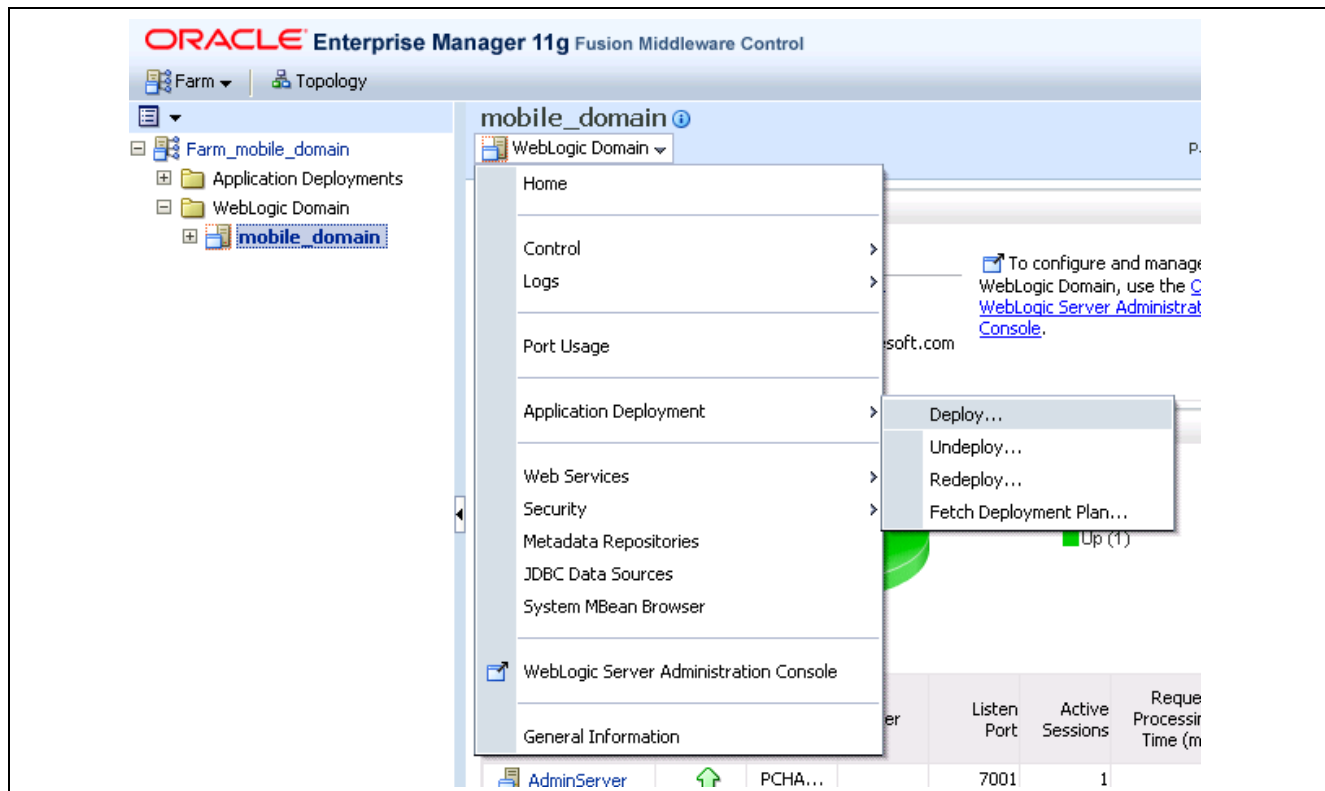 ORACLE Enterprise Manager 11g Fusion Middleware Control
Farm Topology
mobile_domain
WebLogic Domain
Farm_mobile_domain
Application Deployments
WebLogic Domain
mobile_domain
Home
Control
Logs
Port Usage
Application Deployment
Web Services
Security
Metadata Repositories
JDBC Data Sources
System MBean Browser
WebLogic Server Administration Console
General Information
Deploy...
Undeploy...
Redeploy...
Fetch Deployment Plan...
To configure and manage
WebLogic Domain, use the
WebLogic Server Administrat
Console.
soft.com
Up (1)
er
Listen
Port
Active
Sessions
Reque
Processin
Time (m
AdminServer PCHA... 7001 1